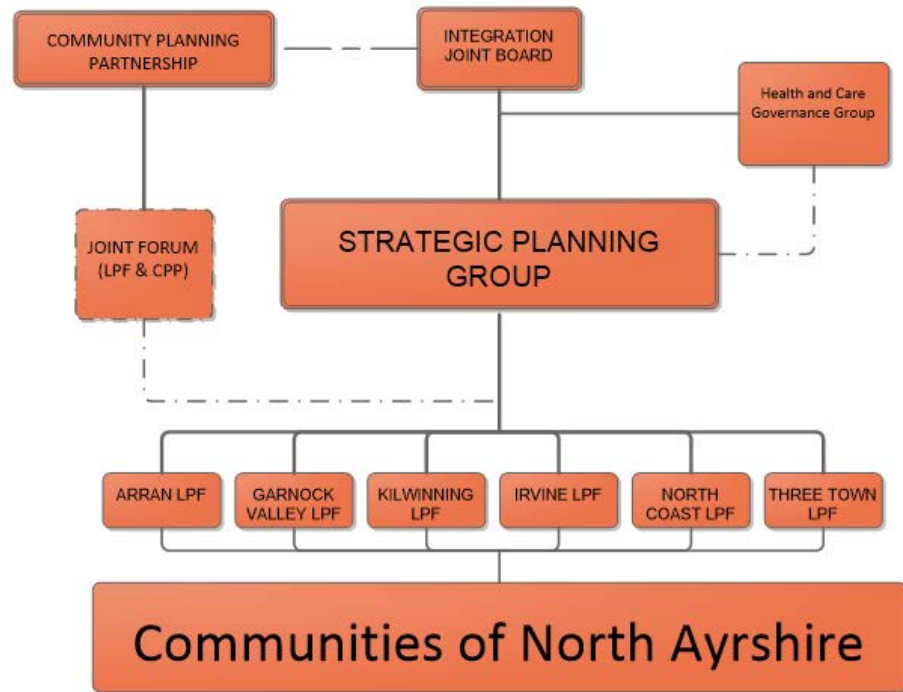 COMMUNITY PLANNING
PARTNERSHIP
INTEGRATION
JOINT BOARD
Health and Care
Governance Group
JOINT FORUM
(LPF & CPP)
STRATEGIC PLANNING
GROUP
ARRAN LPF
GARNOCK
VALLEY LPF
KILWINNING
LPF
IRVINE LPF
NORTH
COAST LPF
THREE TOWN
LPF
Communities of North Ayrshire